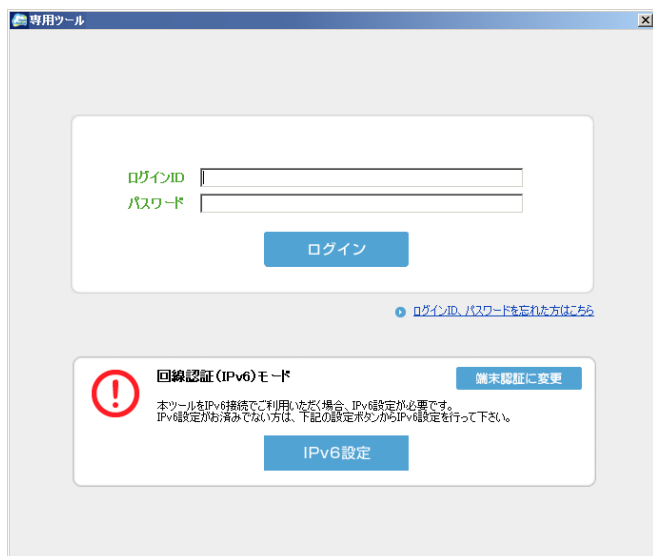 専用ツール
ログインID
パスワード
ログイン
ログインID、パスワードを忘れた方はこちら
回線認証(IPv6)モード
端末認証に変更
本ツールをIPv6接続でご利用いただく場合、IPv6設定が必要です。
IPv6設定がお済みでない方は、下記の設定ボタンからIPv6設定を行って下さい。
IPv6設定